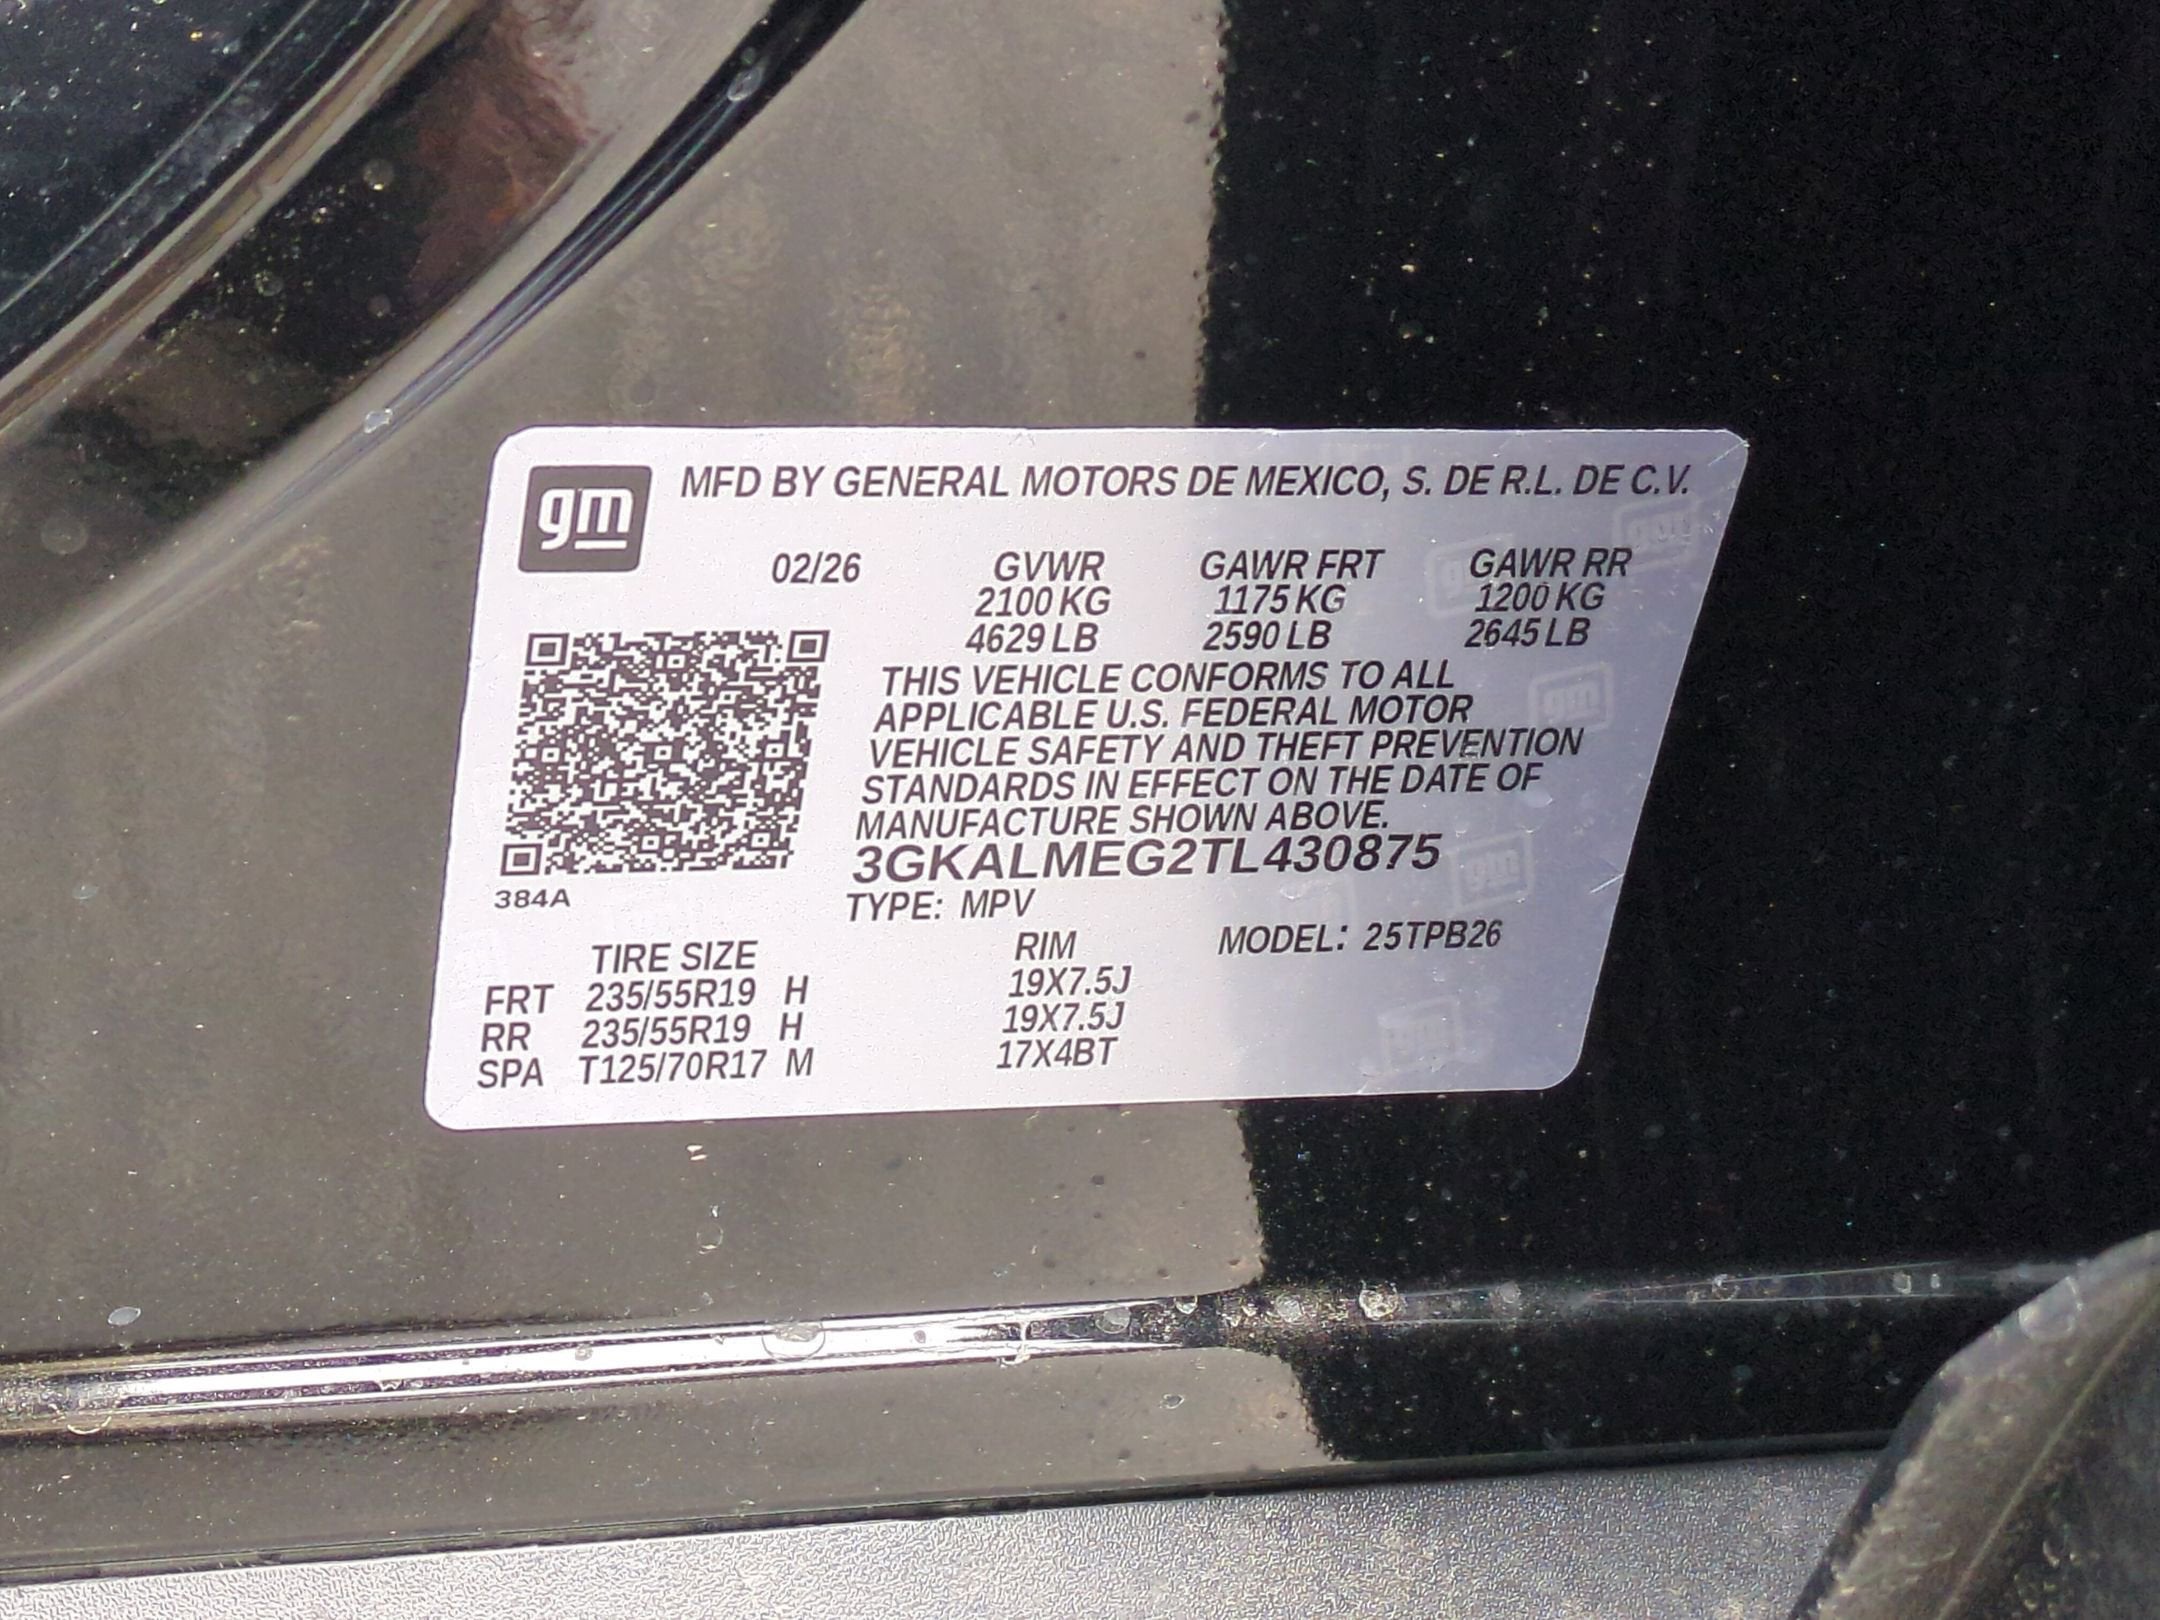 gm MFD BY GENERAL MOTORS DE MEXICO, S. DE R.L. DE C.V.
02/26 GVWR GAWR FRT GAWR RR
2100 KG 1175 KG 1200 KG
4629 LB 2590 LB 2645 LB
THIS VEHICLE CONFORMS TO ALL
APPLICABLE U.S. FEDERAL MOTOR
VEHICLE SAFETY AND THEFT PREVENTION
STANDARDS IN EFFECT ON THE DATE OF
MANUFACTURE SHOWN ABOVE.
3GKALMEG2TL430875
384A TYPE: MPV
TIRE SIZE RIM MODEL: 25TPB26
FRT 235/55R19 H 19X7.5J
RR 235/55R19 H 19X7.5J
SPA T125/70R17 M 17X4BT